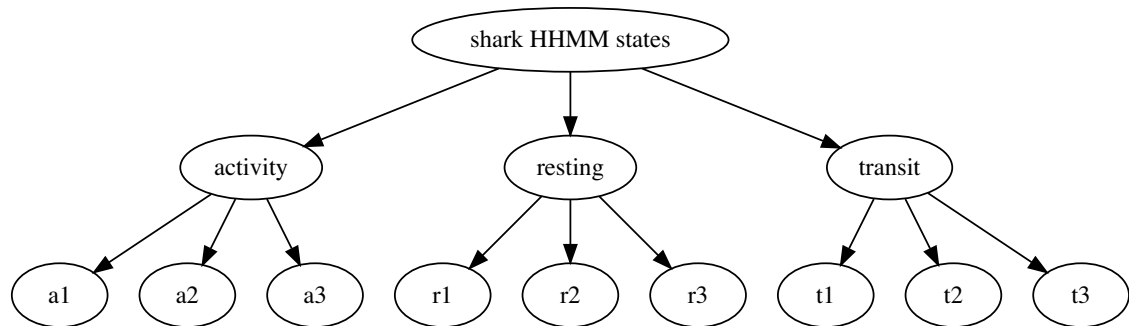 shark HHMM states
activity
resting
transit
a1
a2
a3
r1
r2
r3
t1
t2
t3